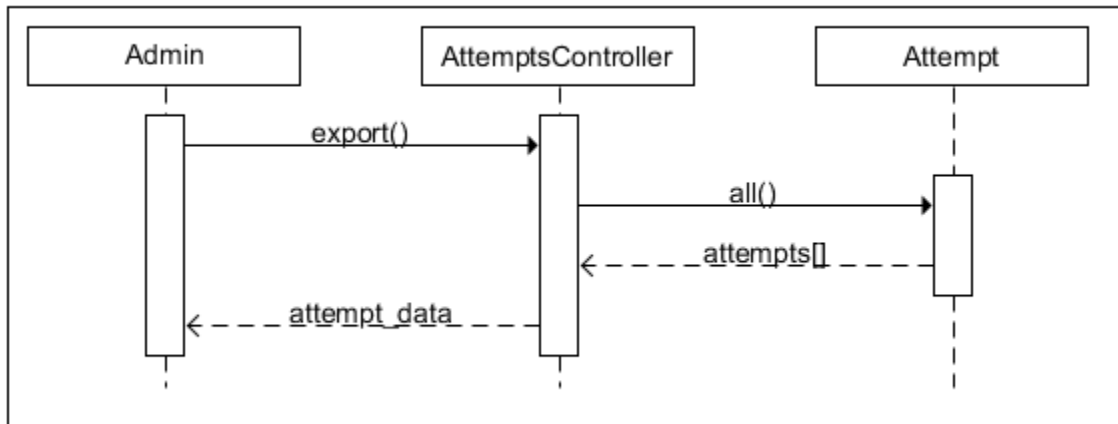 Admin
AttemptsController
Attempt
export()
all()
attempts[]
attempt_data